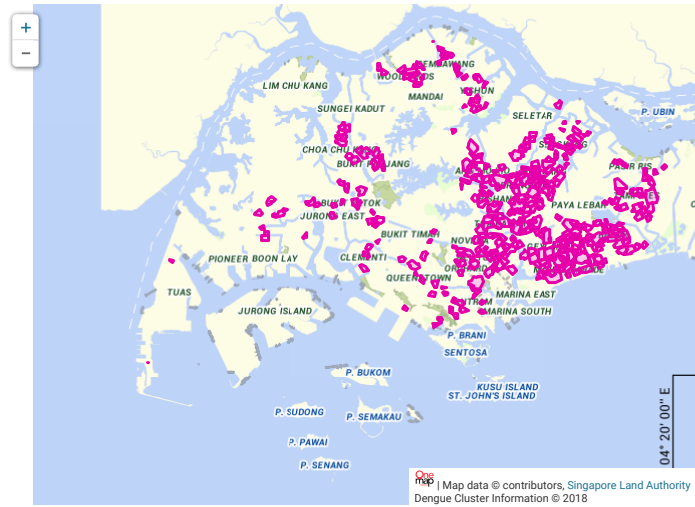 +
−
SEMBAWANG
WOODLANDS
LIM CHU KANG
YISHUN
MANDAI
SUNGEI KADUT
P. UBIN
SELETAR
CHOA CHU KANG
BUKIT PANJANG
PASIR RIS
TAMPINES
BUKIT BATOK
PAYA LEBAR
JURONG EAST
BUKIT TIMAH
NOVENA
CLEMENTI
PIONEER BOON LAY
ORCHARD
QUEENSTOWN
TUAS
MARINA EAST
OUTRAM
JURONG ISLAND
MARINA SOUTH
P. BRANI
SENTOSA
P. BUKOM
KUSU ISLAND
ST. JOHN'S ISLAND
P. SUDONG
P. SEMAKAU
P. PAWAI
P. SENANG
04° 20' 00" E
One
map | Map data © contributors, Singapore Land Authority
Dengue Cluster Information © 2018